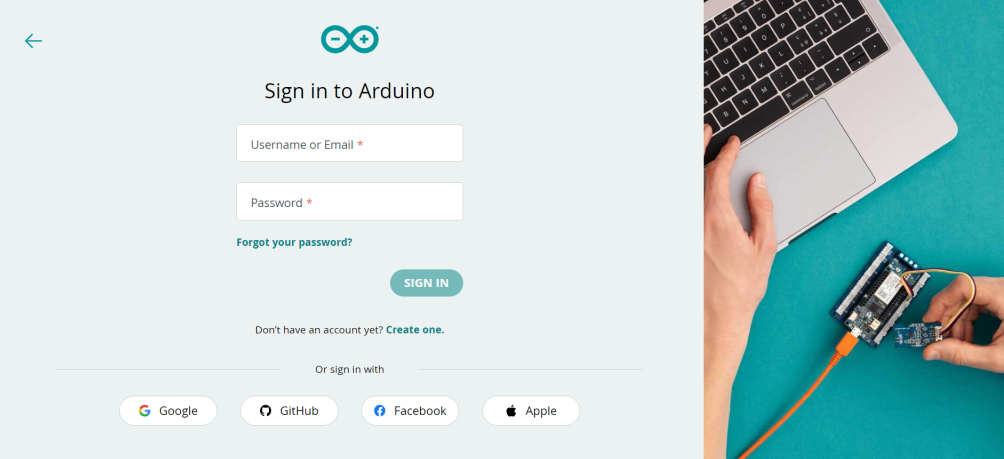 Sign in to Arduino
Username or Email *
Password *
Forgot your password?
SIGN IN
Don't have an account yet? Create one.
Or sign in with
Google
GitHub
Facebook
Apple